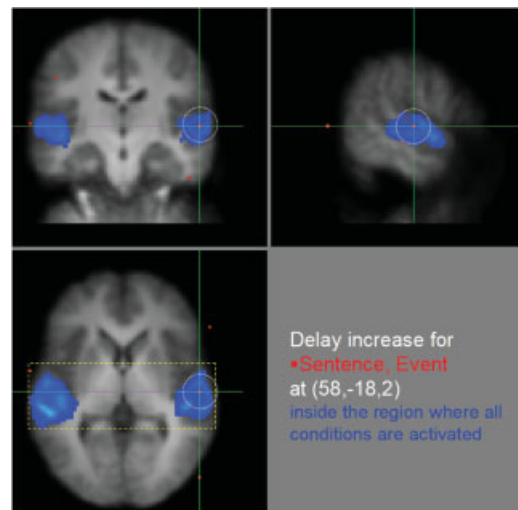 Delay increase for
•Sentence, Event
at (58,-18,2)
inside the region where all
conditions are activated